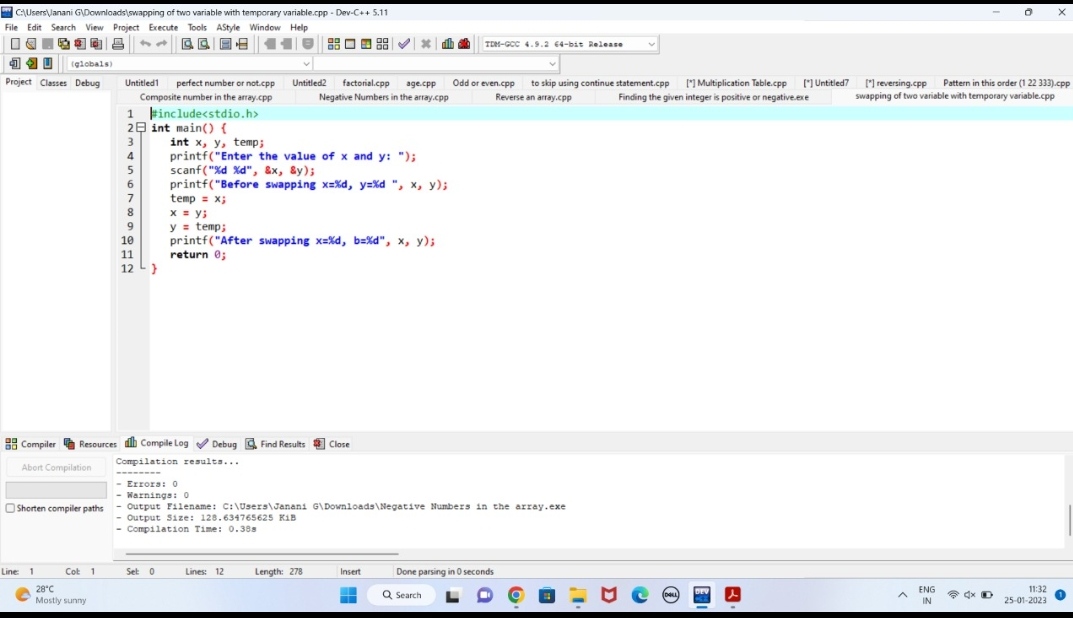 C:\Users\Janani G\Downloads\swapping of two variable with temporary variable.cpp - Dev-C++ 5.11
File Edit Search View Project Execute Tools AStyle Window Help
TDM-GCC 4.9.2 64-bit Release
(globals)
Project Classes Debug
Untitled1 perfect number or not.cpp Untitled2 factorial.cpp age.cpp Odd or even.cpp to skip using continue statement.cpp [*] Multiplication Table.cpp [*] Untitled7 [*] reversing.cpp Pattern in this order (1 22 333).cpp
Composite number in the array.cpp Negative Numbers in the array.cpp Reverse an array.cpp Finding the given integer is positive or negative.exe swapping of two variable with temporary variable.cpp
1 #include<stdio.h>
2 int main() {
3 int x, y, temp;
4 printf("Enter the value of x and y: ");
5 scanf("%d %d", &x, &y);
6 printf("Before swapping x=%d, y=%d ", x, y);
7 temp = x;
8 x = y;
9 y = temp;
10 printf("After swapping x=%d, b=%d", x, y);
11 return 0;
12 }
Compiler Resources Compile Log Debug Find Results Close
Abort Compilation
Shorten compiler paths
Compilation results...
--------
- Errors: 0
- Warnings: 0
- Output Filename: C:\Users\Janani G\Downloads\Negative Numbers in the array.exe
- Output Size: 128.634765625 KiB
- Compilation Time: 0.38s
Line: 1 Col: 1 Sel: 0 Lines: 12 Length: 278 Insert Done parsing in 0 seconds
28°C
Mostly sunny
Search
DELL
DEV
ENG
IN
11:32
25-01-2023
1